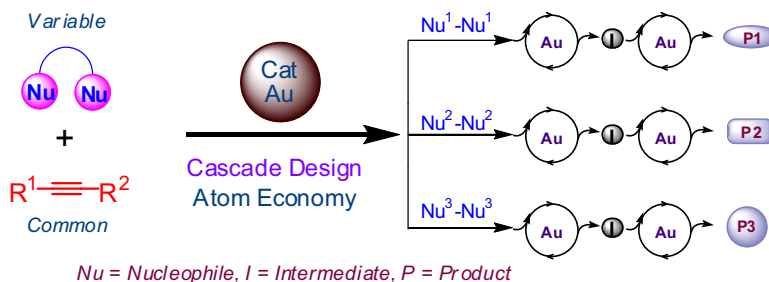 Variable
Nu Nu
+
R¹ R²
Common
Cat
Au
Cascade Design
Atom Economy
Nu¹-Nu¹
Au I Au P1
Nu²-Nu²
Au I Au P2
Nu³-Nu³
Au I Au P3
Nu = Nucleophile, I = Intermediate, P = Product